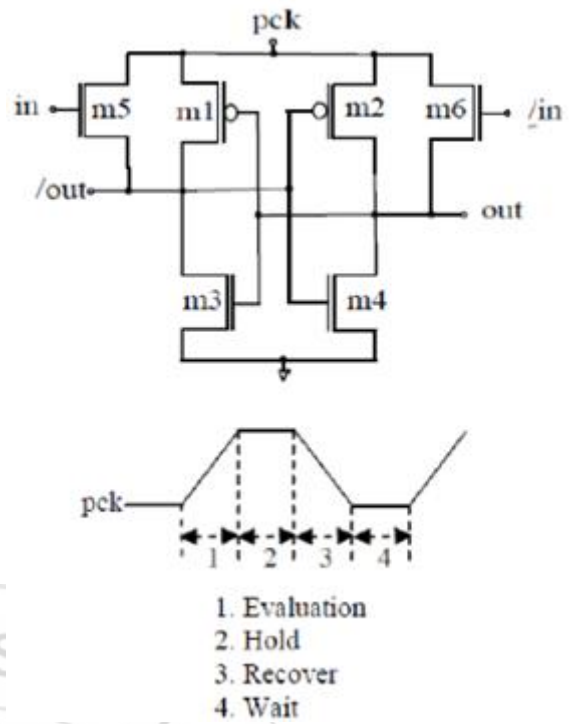 pck
in m5 m1 m2 m6 /in
/out
out
m3 m4
pck
1 2 3 4
1. Evaluation
2. Hold
3. Recover
4. Wait